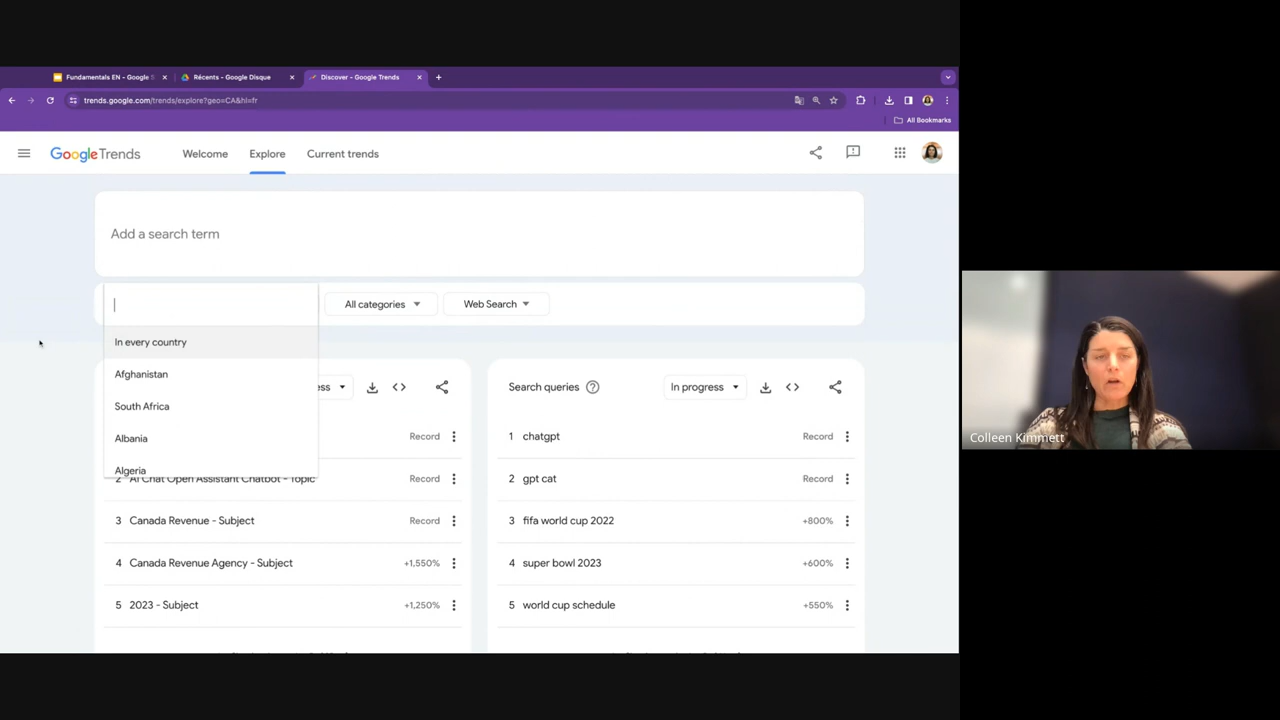 Fundamentals EN - Google S
Récents - Google Disque
Discover - Google Trends
trends.google.com/trends/explore?geo=CA&hl=fr
All Bookmarks
Google Trends
Welcome
Explore
Current trends
Add a search term
All categories
Web Search
In every country
Afghanistan
South Africa
Albania
Algeria
ess
Record
2 AI Chat Open Assistant Chatbot - Topic Record
3 Canada Revenue - Subject Record
4 Canada Revenue Agency - Subject +1,550%
5 2023 - Subject +1,250%
Search queries
In progress
1 chatgpt Record
2 gpt cat Record
3 fifa world cup 2022 +800%
4 super bowl 2023 +600%
5 world cup schedule +550%
Colleen Kimmett